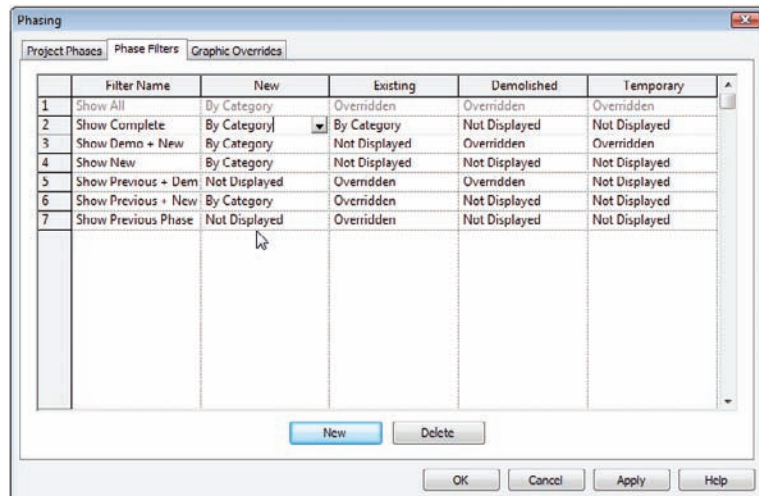 Phasing
Project Phases Phase Filters Graphic Overrides
Filter Name New Existing Demolished Temporary
1 Show All By Category Overridden Overridden Overridden
2 Show Complete By Category By Category Not Displayed Not Displayed
3 Show Demo + New By Category Not Displayed Overridden Overridden
4 Show New By Category Not Displayed Not Displayed Not Displayed
5 Show Previous + Dem Not Displayed Overridden Overridden Not Displayed
6 Show Previous + New By Category Overridden Not Displayed Not Displayed
7 Show Previous Phase Not Displayed Overridden Not Displayed Not Displayed
New Delete
OK Cancel Apply Help